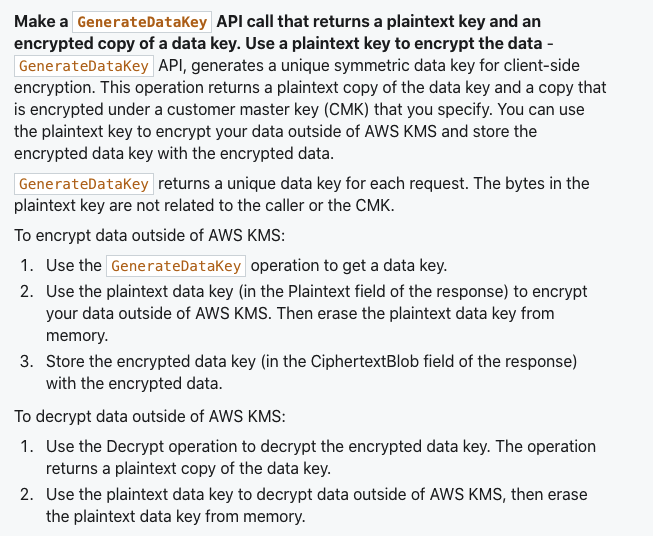 Make a GenerateDataKey API call that returns a plaintext key and an
encrypted copy of a data key. Use a plaintext key to encrypt the data -
GenerateDataKey API, generates a unique symmetric data key for client-side
encryption. This operation returns a plaintext copy of the data key and a copy that
is encrypted under a customer master key (CMK) that you specify. You can use
the plaintext key to encrypt your data outside of AWS KMS and store the
encrypted data key with the encrypted data.
GenerateDataKey returns a unique data key for each request. The bytes in the
plaintext key are not related to the caller or the CMK.
To encrypt data outside of AWS KMS:
1. Use the GenerateDataKey operation to get a data key.
2. Use the plaintext data key (in the Plaintext field of the response) to encrypt
your data outside of AWS KMS. Then erase the plaintext data key from
memory.
3. Store the encrypted data key (in the CiphertextBlob field of the response)
with the encrypted data.
To decrypt data outside of AWS KMS:
1. Use the Decrypt operation to decrypt the encrypted data key. The operation
returns a plaintext copy of the data key.
2. Use the plaintext data key to decrypt data outside of AWS KMS, then erase
the plaintext data key from memory.